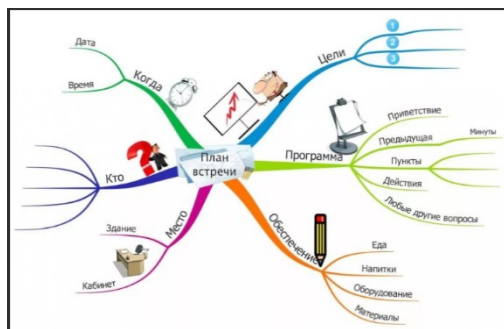 План
встречи
Цели
1
2
3
Программа
Приветствие
Предыдущая
Минуты
Пункты
Действия
Любые другие вопросы
Обеспечение
Еда
Напитки
Оборудование
Материалы
Место
Здание
Кабинет
Кто
Когда
Дата
Время